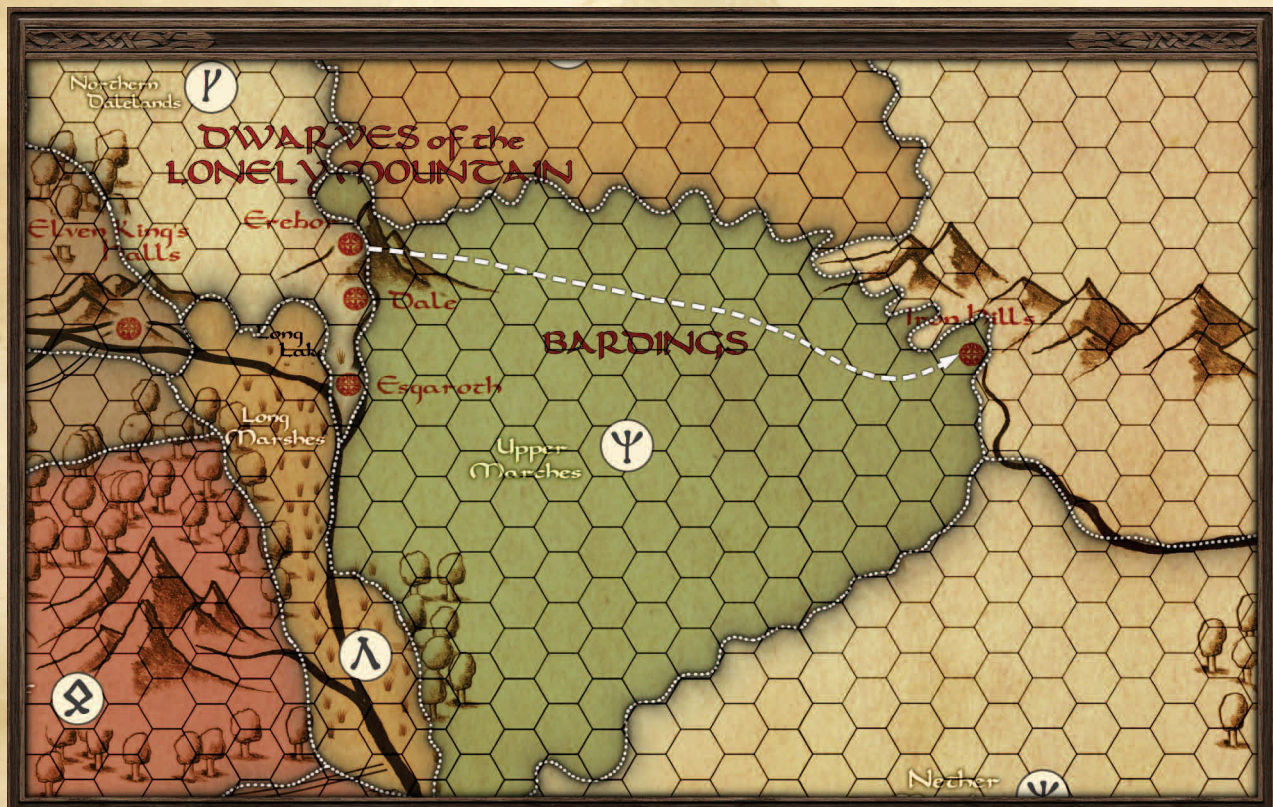 Northern
Dalelands
ᚠ
DWARVES of the
LONELY MOUNTAIN
Erebor
Elven King's
Halls
Dale
Iron Hills
Long
Lake
BARDINGS
Esgaroth
Long
Marshes
Upper
Marches
ᛉ
ᛟ
Nether